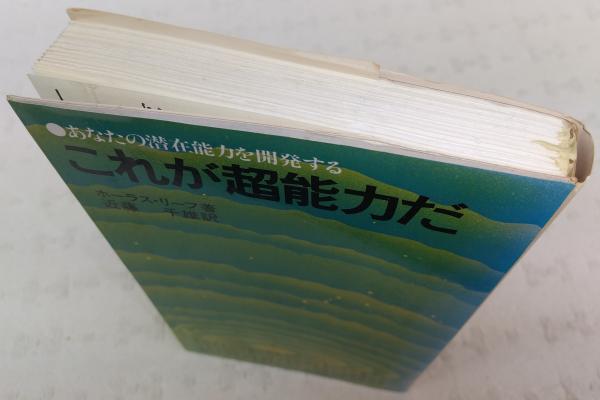 ●あなたの潜在能力を開発する
これが超能力だ
ホーラス・リーフ著
近藤 千雄訳